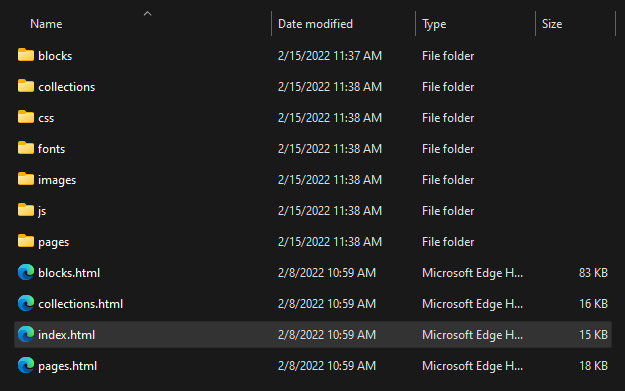 Name Date modified Type Size
blocks 2/15/2022 11:37 AM File folder
collections 2/15/2022 11:38 AM File folder
css 2/15/2022 11:38 AM File folder
fonts 2/15/2022 11:38 AM File folder
images 2/15/2022 11:38 AM File folder
js 2/15/2022 11:38 AM File folder
pages 2/15/2022 11:38 AM File folder
blocks.html 2/8/2022 10:59 AM Microsoft Edge H... 83 KB
collections.html 2/8/2022 10:59 AM Microsoft Edge H... 16 KB
index.html 2/8/2022 10:59 AM Microsoft Edge H... 15 KB
pages.html 2/8/2022 10:59 AM Microsoft Edge H... 18 KB